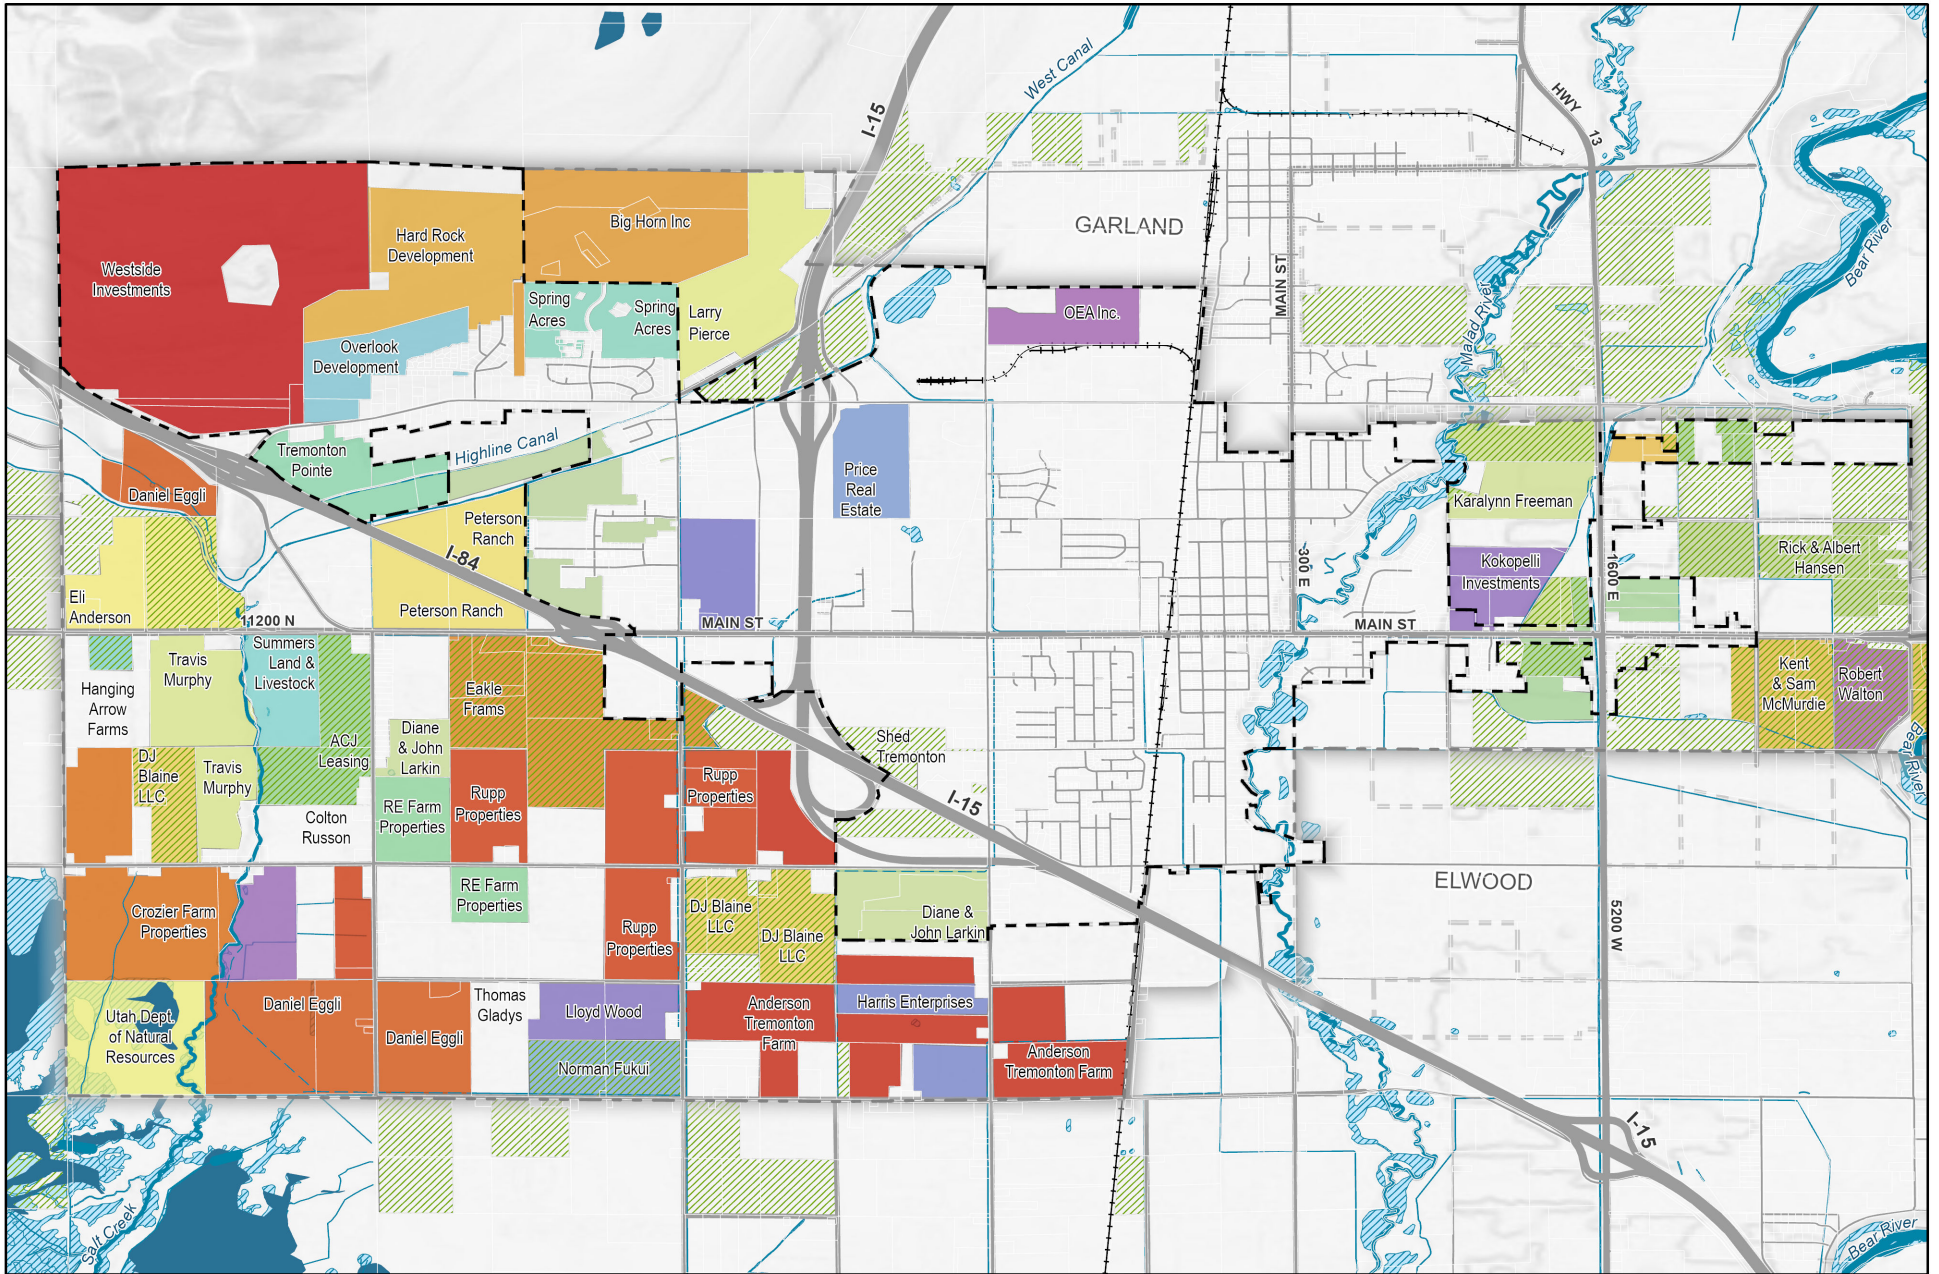 West Canal
I-15
HWY
13
GARLAND
MAIN ST
Malad River
Bear River
Westside
Investments
Hard Rock
Development
Big Horn Inc
Spring
Acres
Spring
Acres
Larry
Pierce
OEA Inc.
Overlook
Development
Tremonton
Pointe
Highline Canal
Price
Real
Estate
Daniel Eggli
Peterson
Ranch
I-84
Peterson Ranch
Eli
Anderson
11200 N
MAIN ST
300 E
Karalynn Freeman
Kokopelli
Investments
MAIN ST
1600 E
Rick & Albert
Hansen
Hanging
Arrow
Farms
Travis
Murphy
Summers
Land &
Livestock
ACJ
Leasing
Eakle
Frams
Diane
& John
Larkin
Shed
Tremonton
Kent
& Sam
McMurdie
Robert
Walton
Bear River
DJ
Blaine
LLC
Travis
Murphy
Colton
Russon
RE Farm
Properties
Rupp
Properties
Rupp
Properties
I-15
ELWOOD
5200 W
Crozier Farm
Properties
RE Farm
Properties
Rupp
Properties
DJ Blaine
LLC
DJ Blaine
LLC
Diane &
John Larkin
Utah Dept.
of Natural
Resources
Daniel Eggli
Daniel Eggli
Thomas
Gladys
Lloyd Wood
Norman Fukui
Anderson
Tremonton
Farm
Harris Enterprises
Anderson
Tremonton Farm
I-15
Salt Creek
Bear River